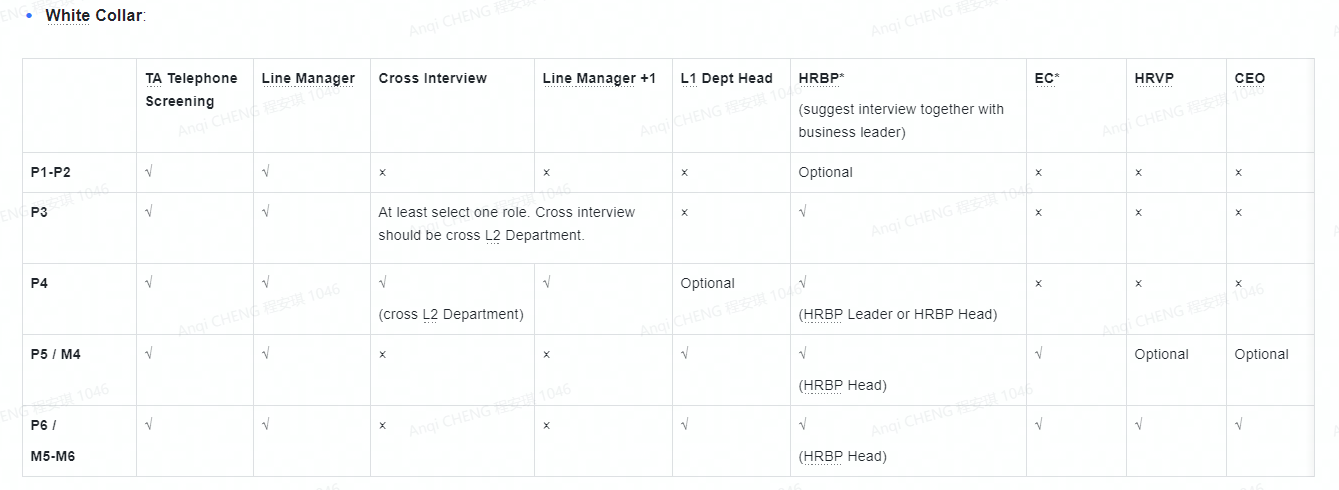 White Collar:
TA Telephone Screening | Line Manager | Cross Interview | Line Manager +1 | L1 Dept Head | HRBP* (suggest interview together with business leader) | EC* | HRVP | CEO
P1-P2 | √ | √ | × | × | × | Optional | × | × | ×
P3 | √ | √ | At least select one role. Cross interview should be cross L2 Department. | × | √ | × | × | ×
P4 | √ | √ | √ (cross L2 Department) | √ | Optional | √ (HRBP Leader or HRBP Head) | × | × | ×
P5 / M4 | √ | √ | × | × | √ | √ (HRBP Head) | √ | Optional | Optional
P6 / M5-M6 | √ | √ | × | × | √ | √ (HRBP Head) | √ | √ | √
Anqi CHENG 程安琪 1046